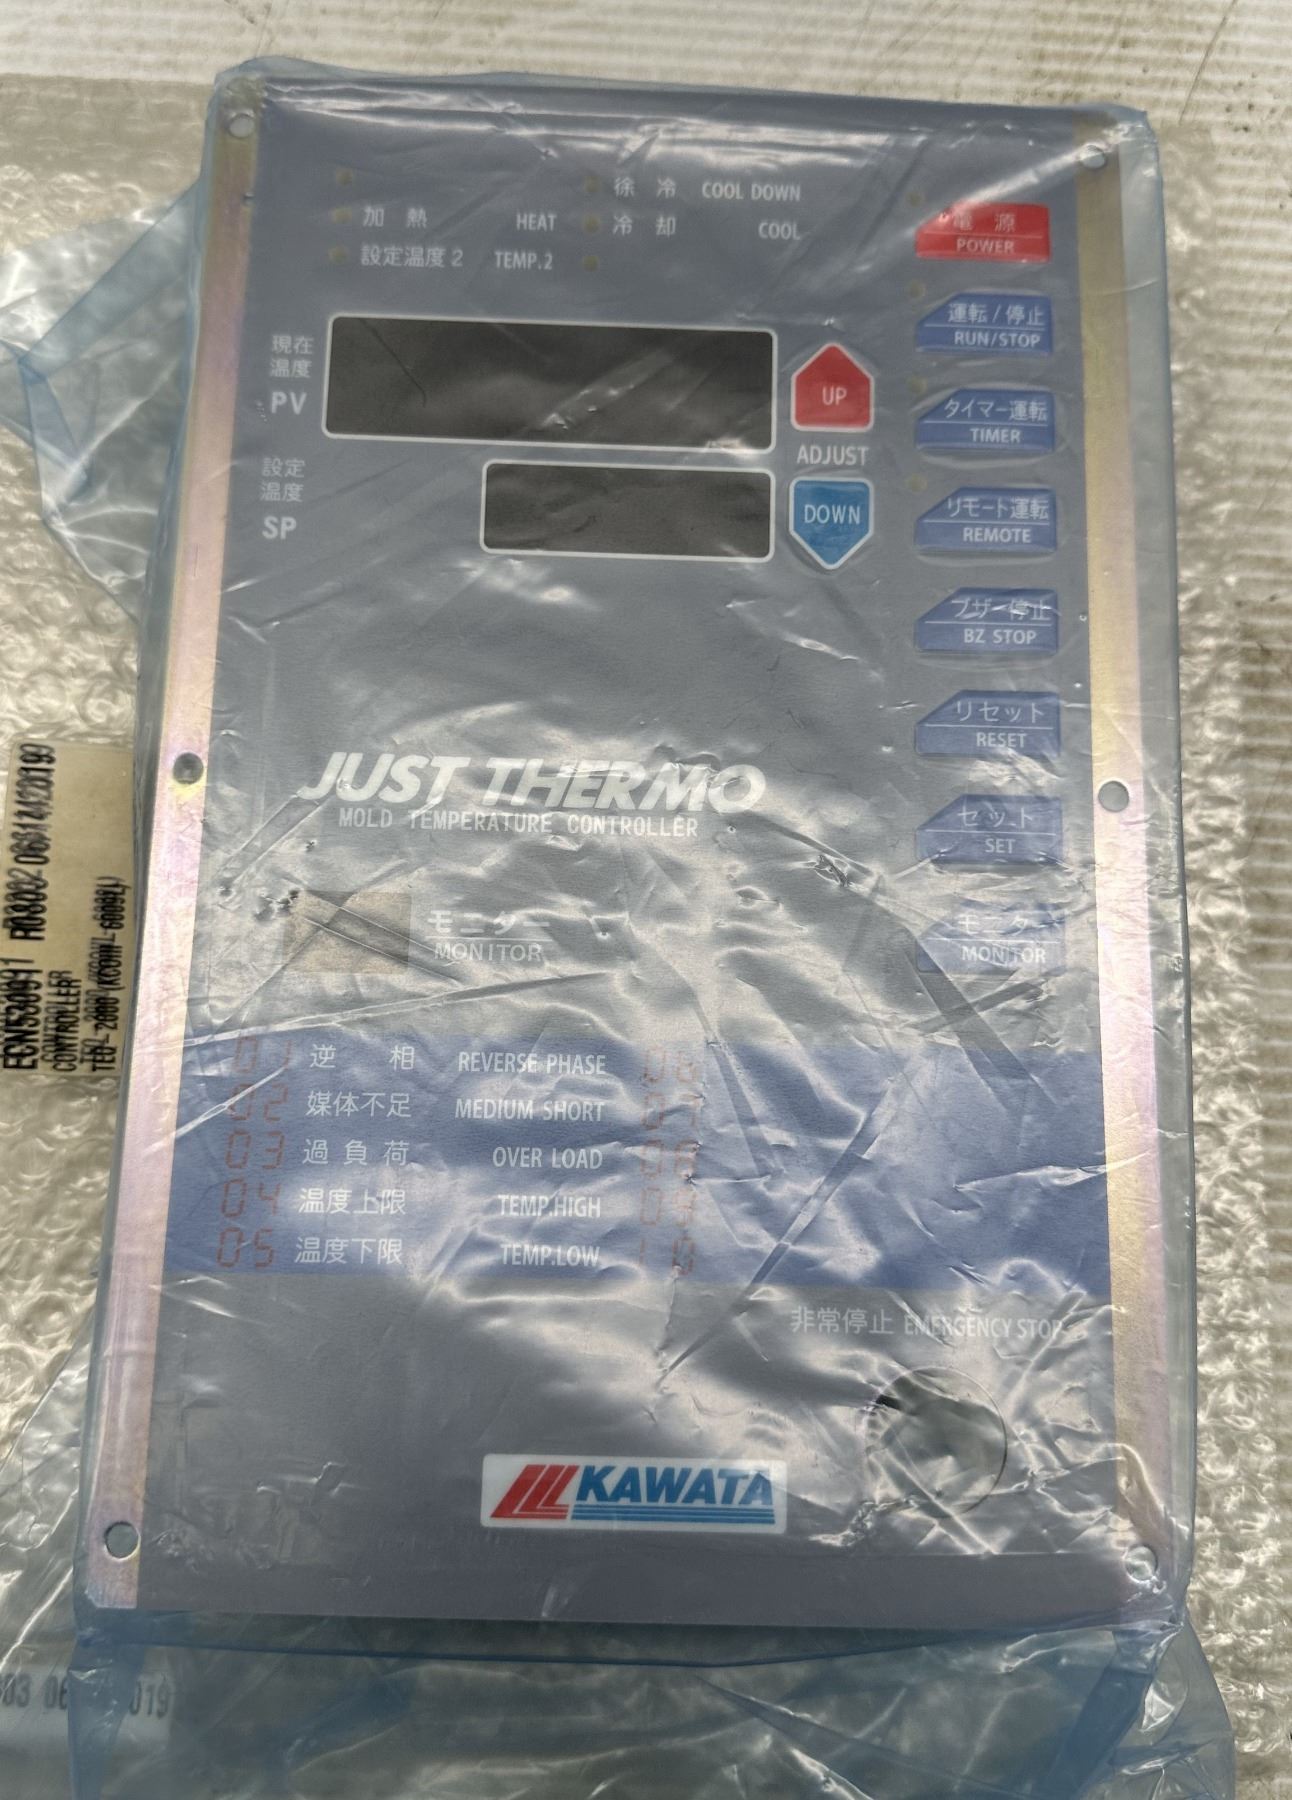 徐 冷 COOL DOWN
加 熱 HEAT 冷 却 COOL
設定温度2 TEMP.2
電 源
POWER
運転/停止
RUN/STOP
現在
温度
PV
UP
ADJUST
タイマー運転
TIMER
設定
温度
SP
DOWN
リモート運転
REMOTE
ブザー停止
BZ STOP
リセット
RESET
JUST THERMO
MOLD TEMPERATURE CONTROLLER
セット
SET
モニター
MONITOR
モニター
MONITOR
01 逆 相 REVERSE PHASE 06
02 媒体不足 MEDIUM SHORT 07
03 過負荷 OVER LOAD 08
04 温度上限 TEMP.HIGH 09
05 温度下限 TEMP.LOW 10
非常停止 EMERGENCY STOP
KAWATA
CONTROLLER